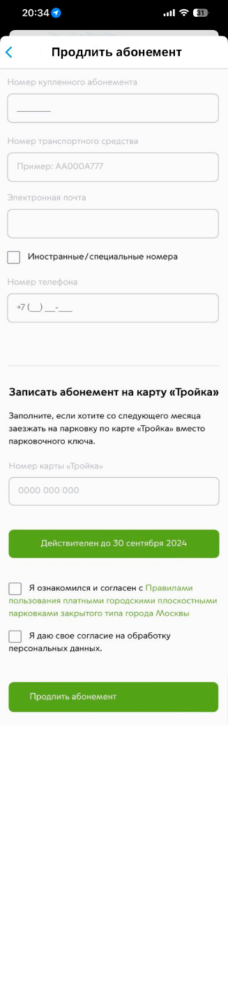 20:34
31
Продлить абонемент
Номер купленного абонемента
________
Номер транспортного средства
Пример: АА000А777
Электронная почта
Иностранные/специальные номера
Номер телефона
+7 (__) __-___
Записать абонемент на карту «Тройка»
Заполните, если хотите со следующего месяца
заезжать на парковку по карте «Тройка» вместо
парковочного ключа.
Номер карты «Тройка»
0000 000 000
Действителен до 30 сентября 2024
Я ознакомился и согласен с Правилами
пользования платными городскими плоскостными
парковками закрытого типа города Москвы
Я даю свое согласие на обработку
персональных данных.
Продлить абонемент